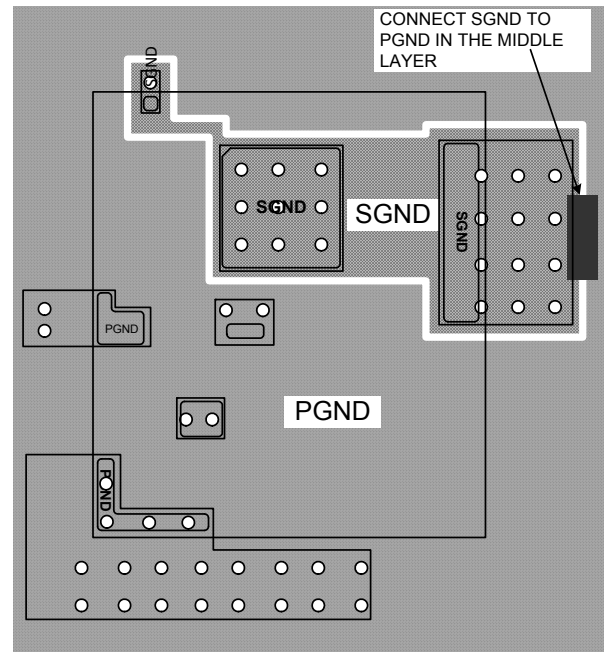 CONNECT SGND TO
PGND IN THE MIDDLE
LAYER
SGND
SGND
SGND
SGND
PGND
PGND
PGND